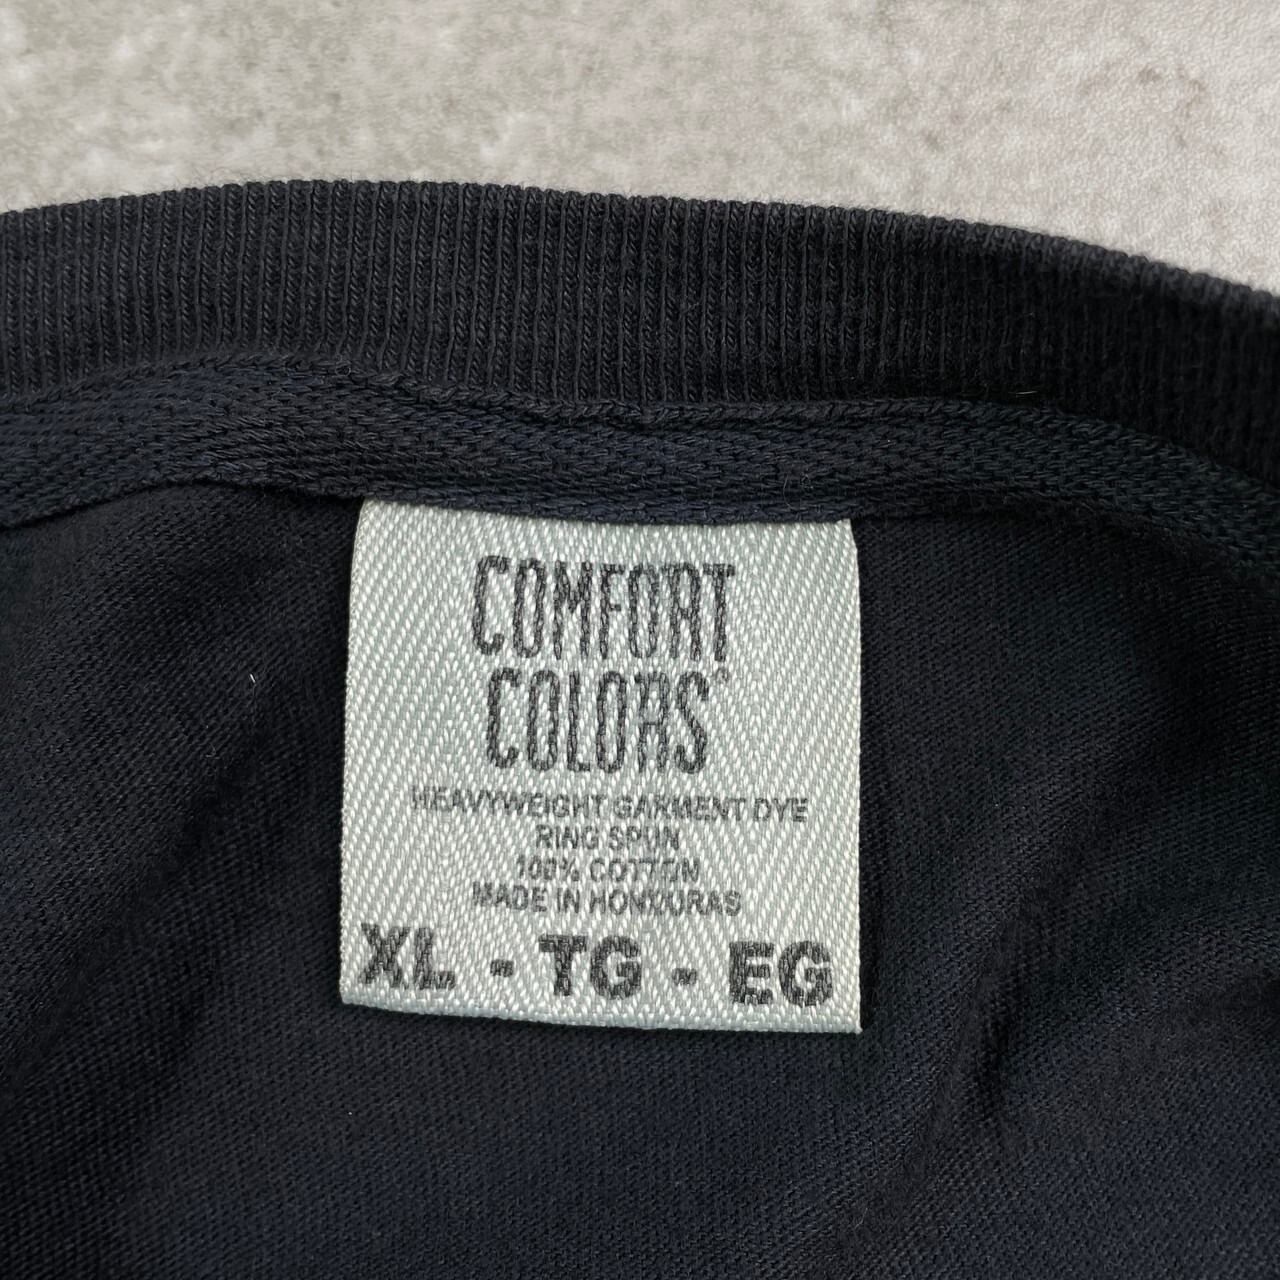 COMFORT
COLORS®
HEAVYWEIGHT GARMENT DYE
RING SPUN
100% COTTON
MADE IN HONDURAS
XL - TG - EG